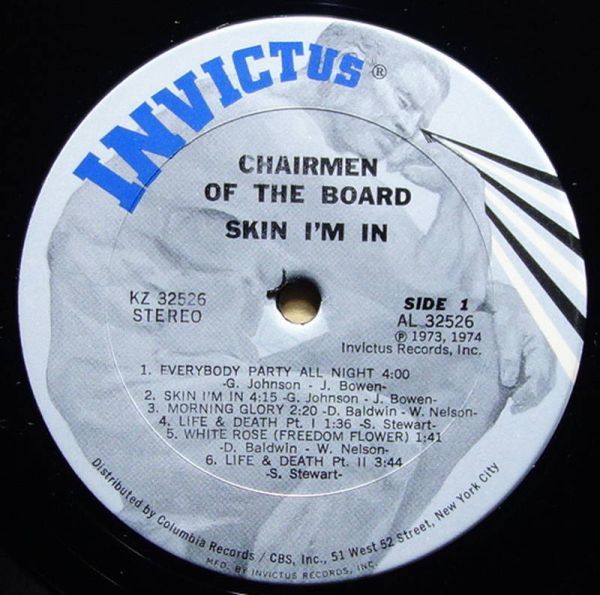 INVICTUS®
CHAIRMEN
OF THE BOARD
SKIN I'M IN
KZ 32526
STEREO
SIDE 1
AL 32526
℗ 1973, 1974
Invictus Records, Inc.
1. EVERYBODY PARTY ALL NIGHT 4:00
-G. Johnson - J. Bowen-
2. SKIN I'M IN 4:15 -G. Johnson - J. Bowen-
3. MORNING GLORY 2:20 -D. Baldwin - W. Nelson-
4. LIFE & DEATH Pt. I 1:36 -S. Stewart-
5. WHITE ROSE (FREEDOM FLOWER) 1:41
-D. Baldwin - W. Nelson-
6. LIFE & DEATH Pt. II 3:44
-S. Stewart-
Distributed by Columbia Records / CBS, Inc., 51 West 52 Street, New York City
MFD. BY INVICTUS RECORDS, INC.